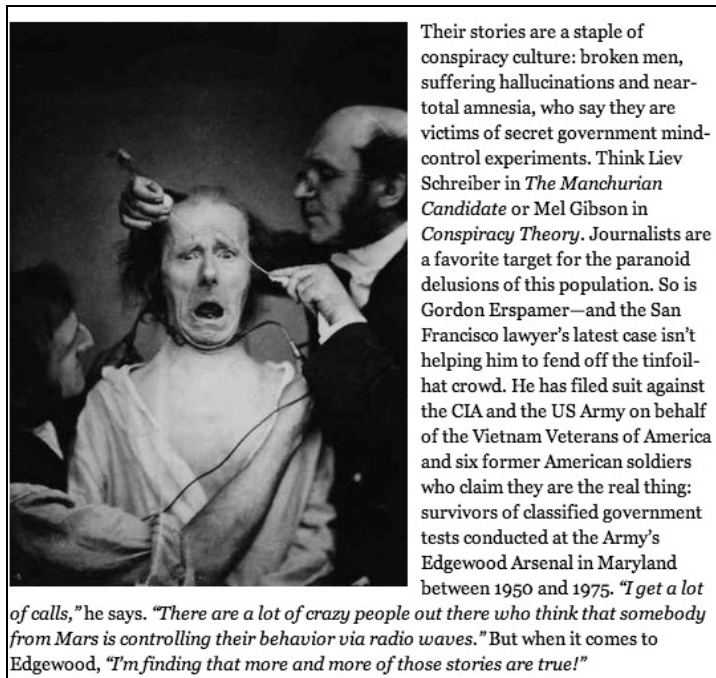 Their stories are a staple of
conspiracy culture: broken men,
suffering hallucinations and near-
total amnesia, who say they are
victims of secret government mind-
control experiments. Think Liev
Schreiber in The Manchurian
Candidate or Mel Gibson in
Conspiracy Theory. Journalists are
a favorite target for the paranoid
delusions of this population. So is
Gordon Erspamer—and the San
Francisco lawyer’s latest case isn’t
helping him to fend off the tinfoil-
hat crowd. He has filed suit against
the CIA and the US Army on behalf
of the Vietnam Veterans of America
and six former American soldiers
who claim they are the real thing:
survivors of classified government
tests conducted at the Army’s
Edgewood Arsenal in Maryland
between 1950 and 1975. “I get a lot
of calls,” he says. “There are a lot of crazy people out there who think that somebody
from Mars is controlling their behavior via radio waves.” But when it comes to
Edgewood, “I’m finding that more and more of those stories are true!”